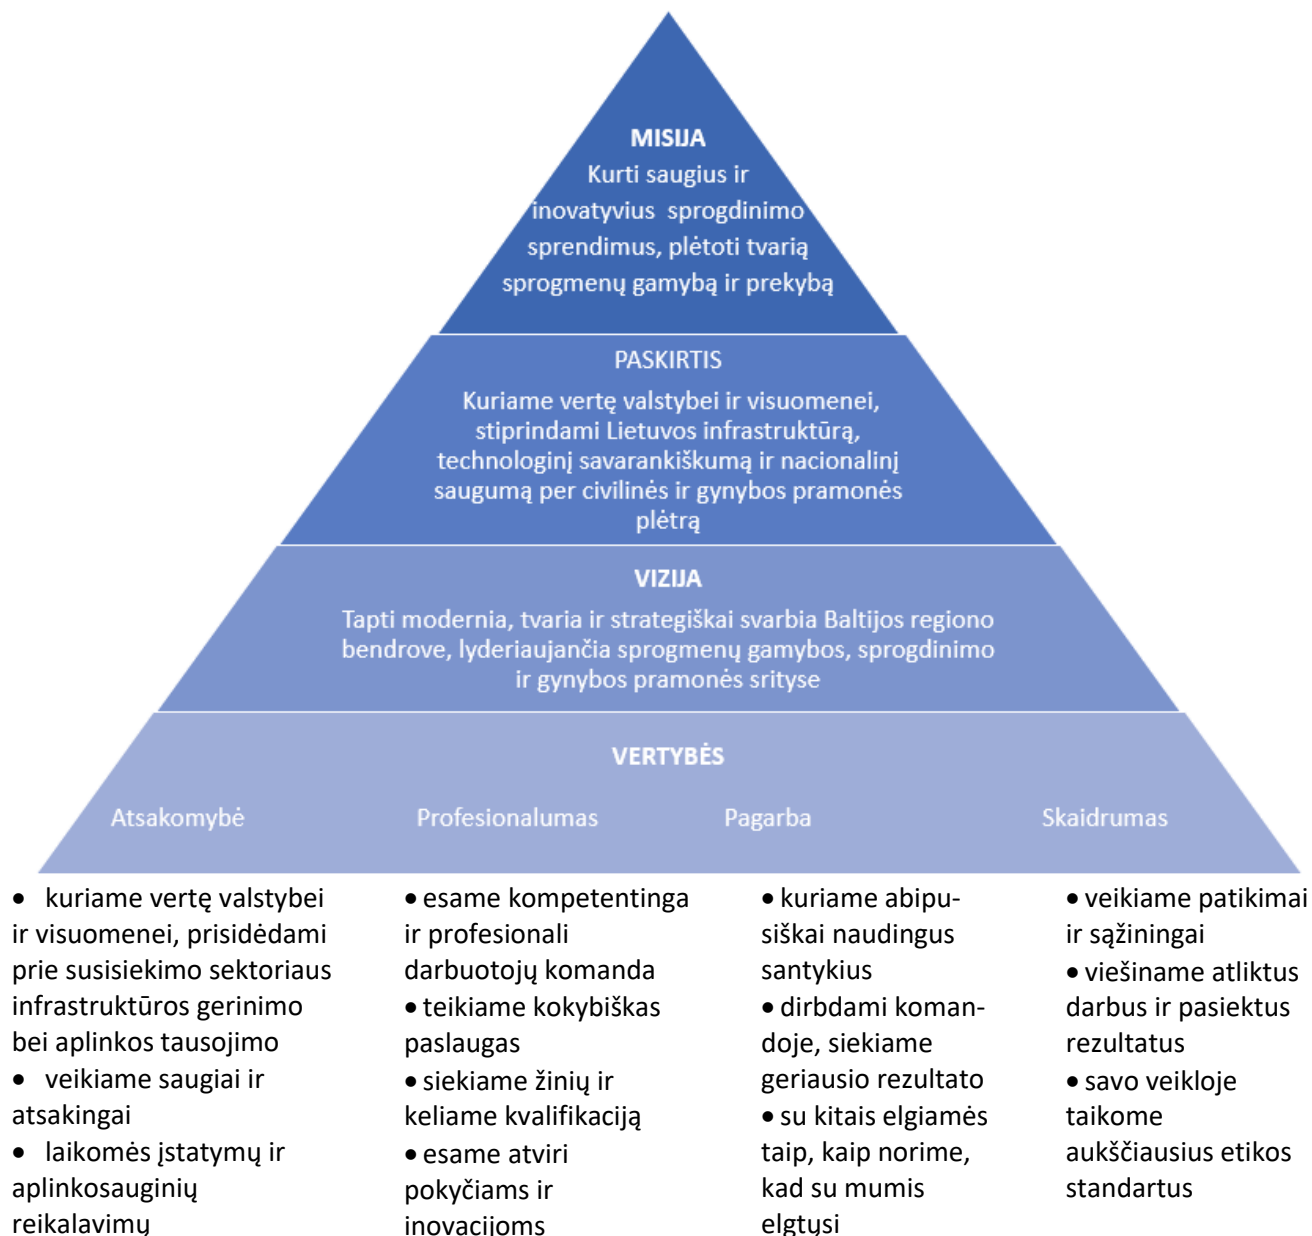 MISIJA
Kurti saugius ir
inovatyvius sprogdinimo
sprendimus, plėtoti tvarią
sprogmenų gamybą ir prekybą
PASKIRTIS
Kuriame vertę valstybei ir visuomenei,
stiprindami Lietuvos infrastruktūrą,
technologinį savarankiškumą ir nacionalinį
saugumą per civilinės ir gynybos pramonės
plėtrą
VIZIJA
Tapti modernia, tvaria ir strategiškai svarbia Baltijos regiono
bendrove, lyderiaujančia sprogmenų gamybos, sprogdinimo
ir gynybos pramonės srityse
VERTYBĖS
Atsakomybė
Profesionalumas
Pagarba
Skaidrumas
• kuriame vertę valstybei
ir visuomenei, prisidėdami
prie susisiekimo sektoriaus
infrastruktūros gerinimo
bei aplinkos tausojimo
• veikiame saugiai ir
atsakingai
• laikomės įstatymų ir
aplinkosauginių
reikalavimų
• esame kompetentinga
ir profesionali
darbuotojų komanda
• teikiame kokybiškas
paslaugas
• siekiame žinių ir
keliame kvalifikaciją
• esame atviri
pokyčiams ir
inovacijoms
• kuriame abipu-
siškai naudingus
santykius
• dirbdami koman-
doje, siekiame
geriausio rezultato
• su kitais elgiamės
taip, kaip norime,
kad su mumis
elgtųsi
• veikiame patikimai
ir sąžiningai
• viešiname atliktus
darbus ir pasiektus
rezultatus
• savo veikloje
taikome
aukščiausius etikos
standartus